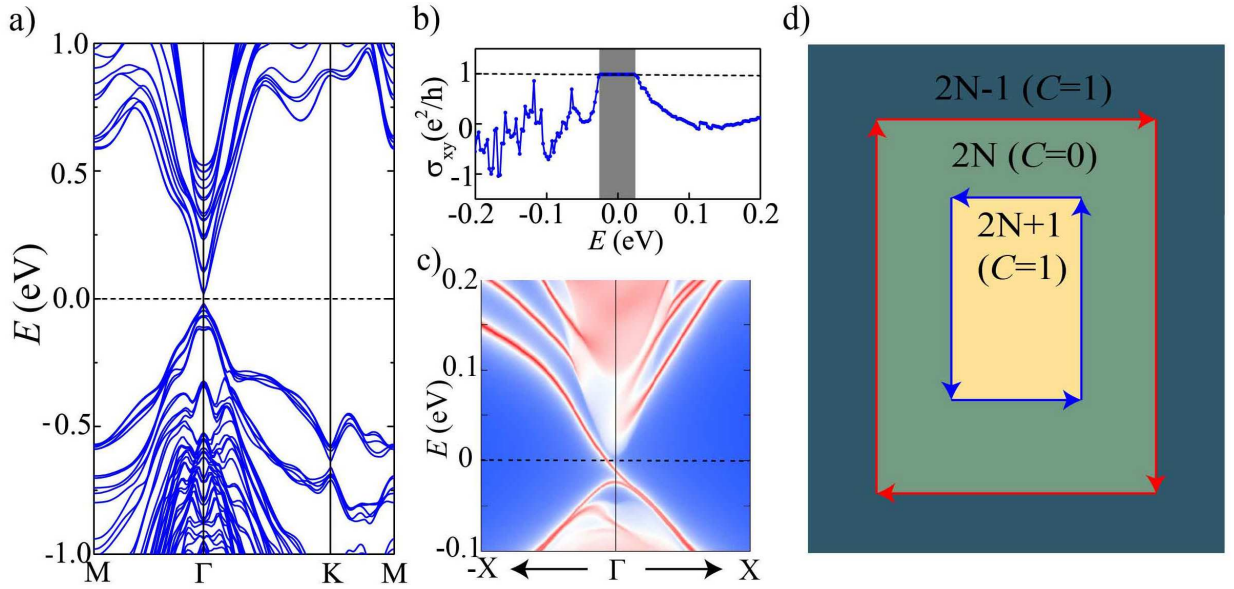 a)
E (eV)
1.0
0.5
0.0
-0.5
-1.0
M
Γ
K
M
b)
σxy(e²/h)
1
0
-1
-0.2
-0.1
0.0
0.1
0.2
E (eV)
c)
E (eV)
0.2
0.1
0
-0.1
-X
Γ
X
d)
2N-1 (C=1)
2N (C=0)
2N+1
(C=1)